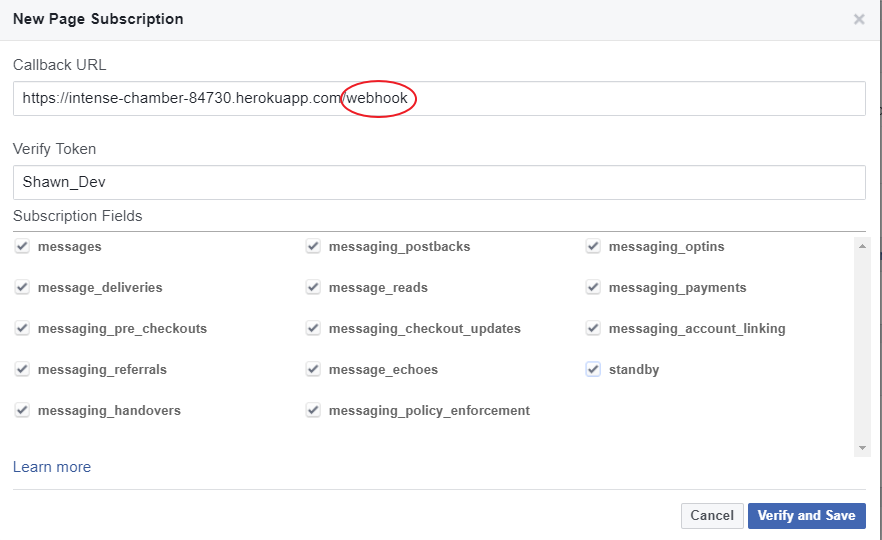 New Page Subscription
Callback URL
https://intense-chamber-84730.herokuapp.com/webhook
Verify Token
Shawn_Dev
Subscription Fields
messages messaging_postbacks messaging_optins
message_deliveries message_reads messaging_payments
messaging_pre_checkouts messaging_checkout_updates messaging_account_linking
messaging_referrals message_echoes standby
messaging_handovers messaging_policy_enforcement
Learn more
Cancel Verify and Save